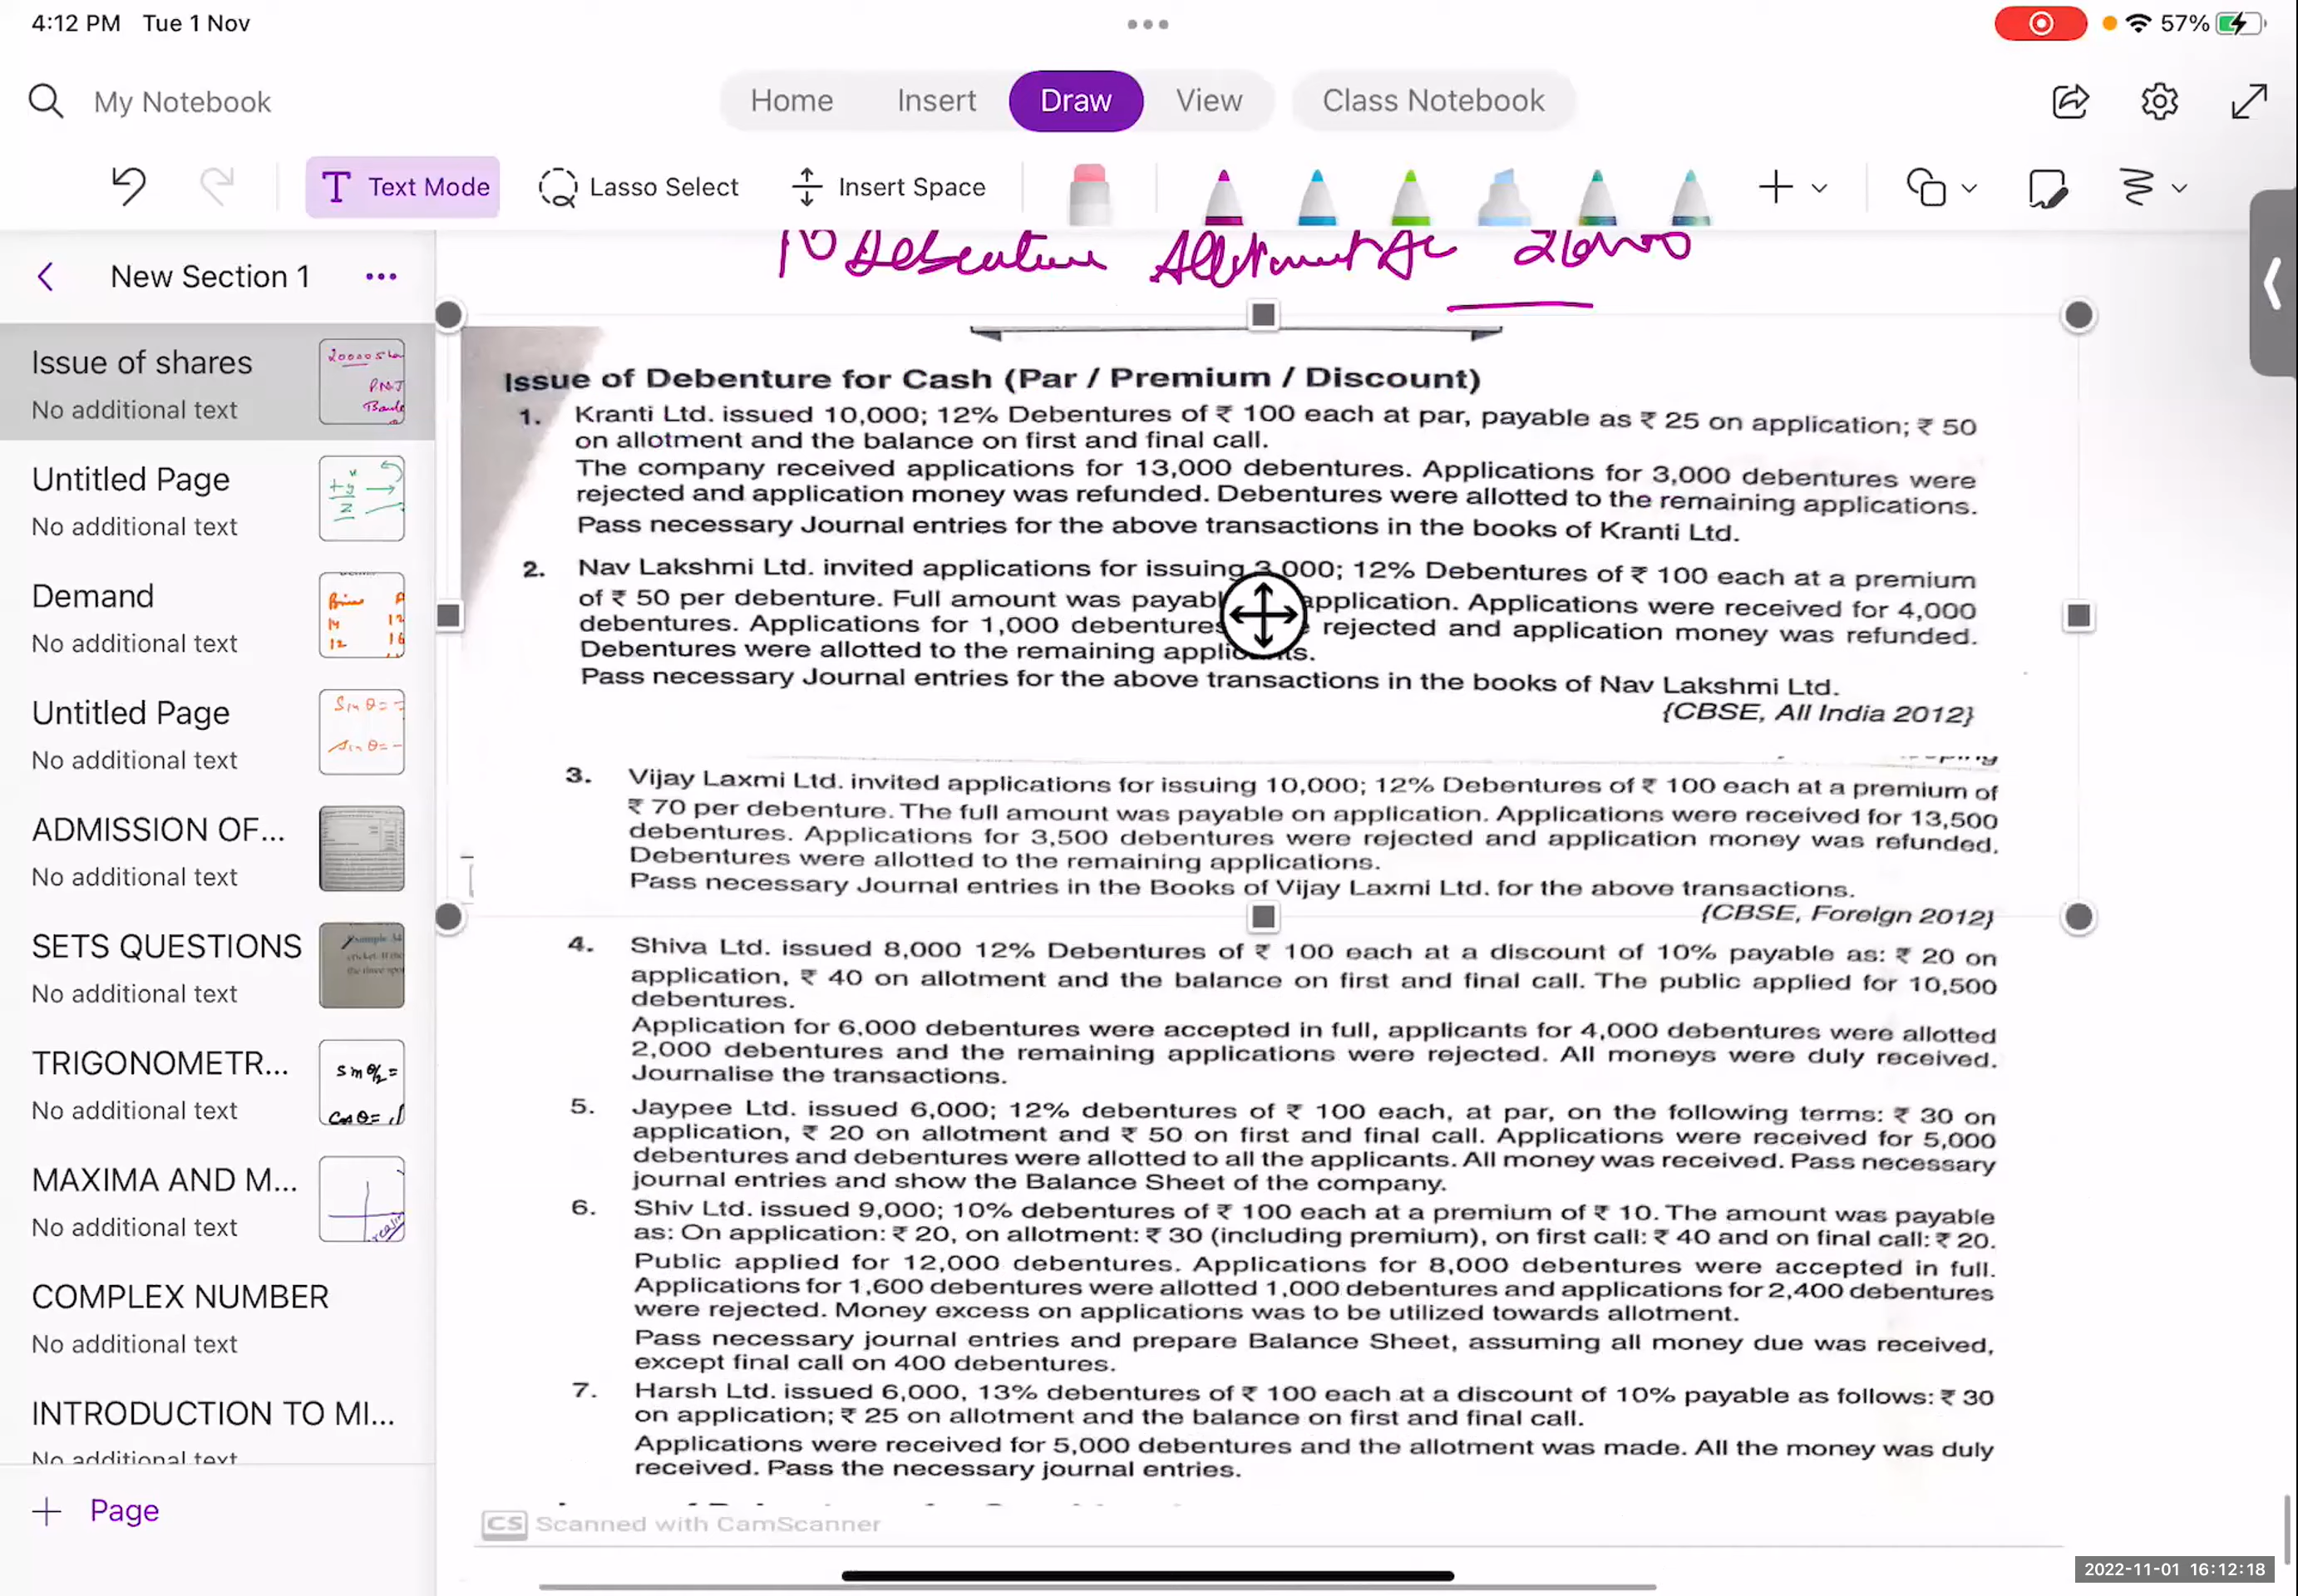 4:12 PM Tue 1 Nov
57%
My Notebook
Home Insert Draw View Class Notebook
Text Mode Lasso Select Insert Space
New Section 1
Issue of shares
No additional text
Untitled Page
No additional text
Demand
No additional text
Untitled Page
No additional text
ADMISSION OF...
No additional text
SETS QUESTIONS
No additional text
TRIGONOMETR...
No additional text
MAXIMA AND M...
No additional text
COMPLEX NUMBER
No additional text
INTRODUCTION TO MI...
No additional text
Page
To Debenture Allotment Ac
Issue of Debenture for Cash (Par / Premium / Discount)
1. Kranti Ltd. issued 10,000; 12% Debentures of ₹ 100 each at par, payable as ₹ 25 on application; ₹ 50
on allotment and the balance on first and final call.
The company received applications for 13,000 debentures. Applications for 3,000 debentures were
rejected and application money was refunded. Debentures were allotted to the remaining applications.
Pass necessary Journal entries for the above transactions in the books of Kranti Ltd.
2. Nav Lakshmi Ltd. invited applications for issuing 3,000; 12% Debentures of ₹ 100 each at a premium
of ₹ 50 per debenture. Full amount was payabl application. Applications were received for 4,000
debentures. Applications for 1,000 debentures rejected and application money was refunded.
Debentures were allotted to the remaining applicants.
Pass necessary Journal entries for the above transactions in the books of Nav Lakshmi Ltd.
{CBSE, All India 2012}
3. Vijay Laxmi Ltd. invited applications for issuing 10,000; 12% Debentures of ₹ 100 each at a premium of
₹ 70 per debenture. The full amount was payable on application. Applications were received for 13,500
debentures. Applications for 3,500 debentures were rejected and application money was refunded.
Debentures were allotted to the remaining applications.
Pass necessary Journal entries in the Books of Vijay Laxmi Ltd. for the above transactions.
{CBSE, Foreign 2012}
4. Shiva Ltd. issued 8,000 12% Debentures of ₹ 100 each at a discount of 10% payable as: ₹ 20 on
application, ₹ 40 on allotment and the balance on first and final call. The public applied for 10,500
debentures.
Application for 6,000 debentures were accepted in full, applicants for 4,000 debentures were allotted
2,000 debentures and the remaining applications were rejected. All moneys were duly received.
Journalise the transactions.
5. Jaypee Ltd. issued 6,000; 12% debentures of ₹ 100 each, at par, on the following terms: ₹ 30 on
application, ₹ 20 on allotment and ₹ 50 on first and final call. Applications were received for 5,000
debentures and debentures were allotted to all the applicants. All money was received. Pass necessary
journal entries and show the Balance Sheet of the company.
6. Shiv Ltd. issued 9,000; 10% debentures of ₹ 100 each at a premium of ₹ 10. The amount was payable
as: On application: ₹ 20, on allotment: ₹ 30 (including premium), on first call: ₹ 40 and on final call: ₹ 20.
Public applied for 12,000 debentures. Applications for 8,000 debentures were accepted in full.
Applications for 1,600 debentures were allotted 1,000 debentures and applications for 2,400 debentures
were rejected. Money excess on applications was to be utilized towards allotment.
Pass necessary journal entries and prepare Balance Sheet, assuming all money due was received,
except final call on 400 debentures.
7. Harsh Ltd. issued 6,000, 13% debentures of ₹ 100 each at a discount of 10% payable as follows: ₹ 30
on application; ₹ 25 on allotment and the balance on first and final call.
Applications were received for 5,000 debentures and the allotment was made. All the money was duly
received. Pass the necessary journal entries.
CS Scanned with CamScanner
2022-11-01 16:12:18